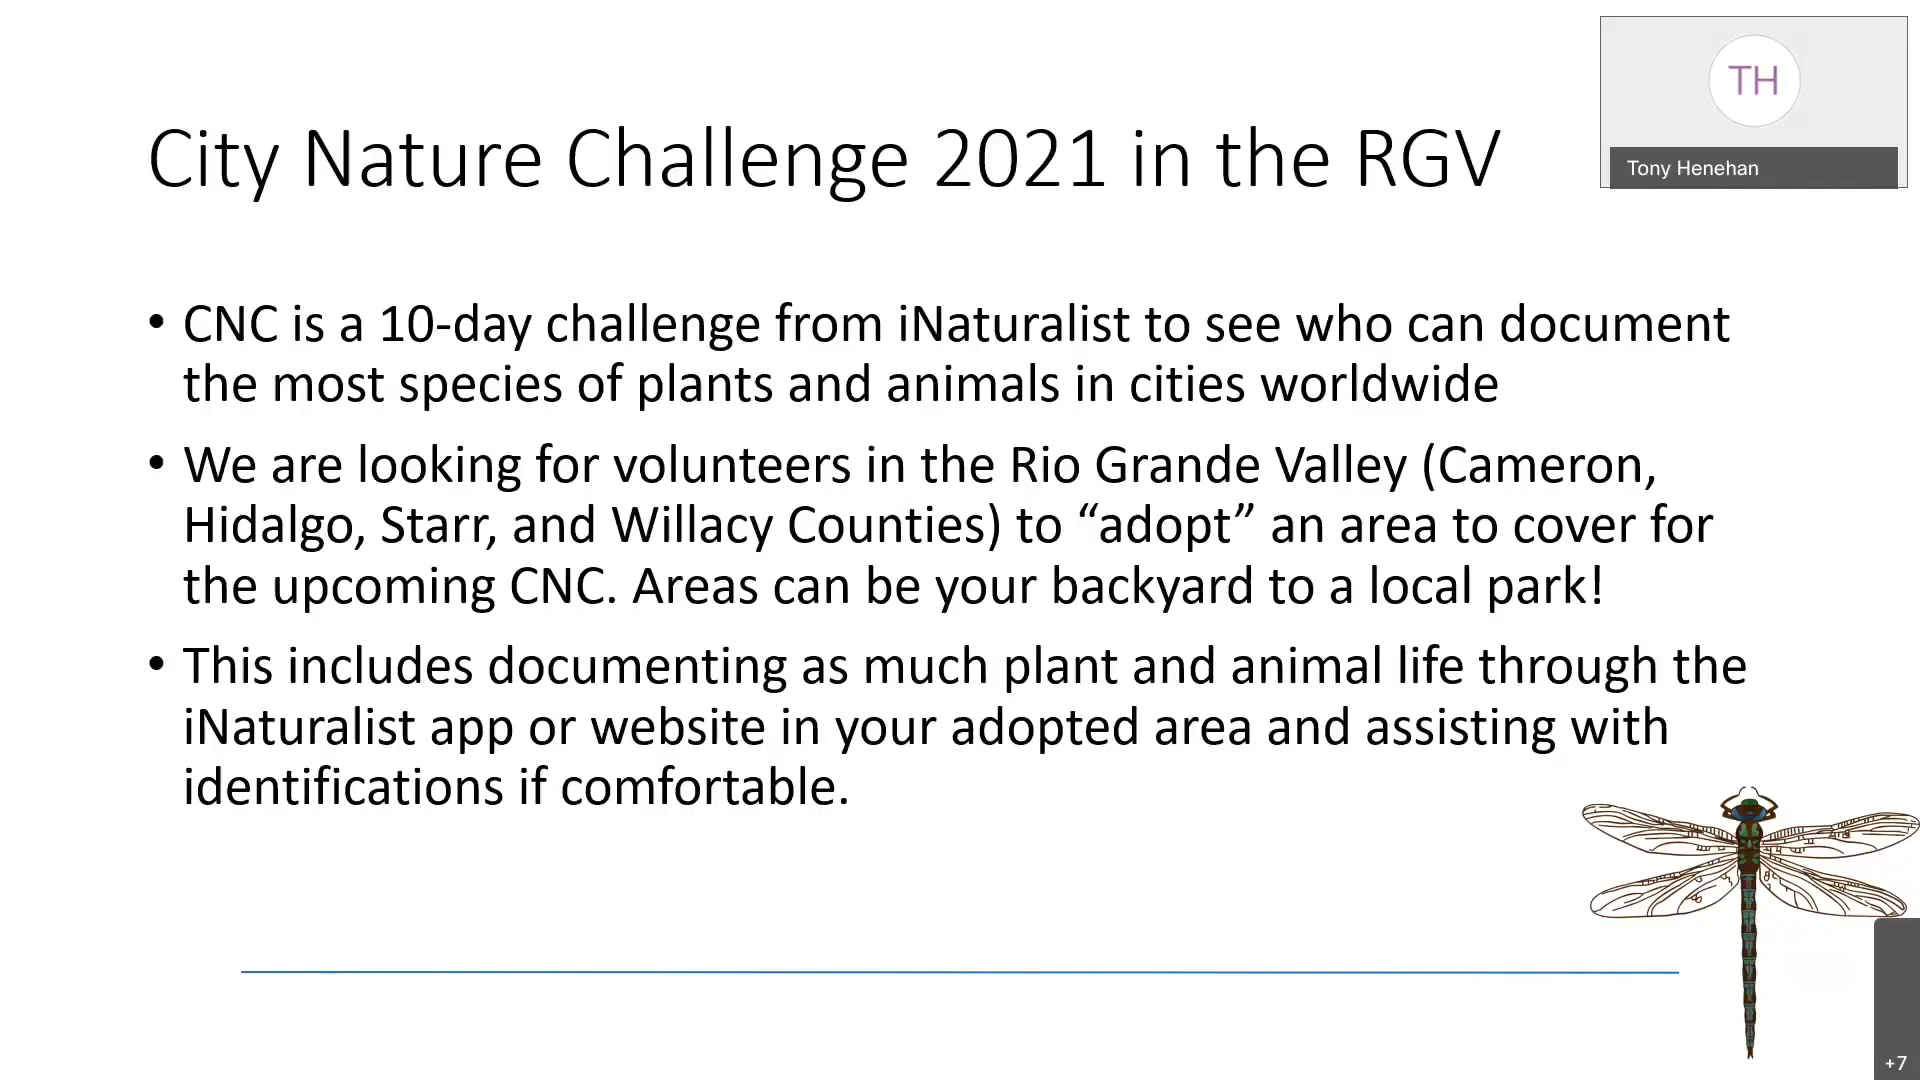 TH
Tony Henehan
City Nature Challenge 2021 in the RGV
• CNC is a 10-day challenge from iNaturalist to see who can document
the most species of plants and animals in cities worldwide
• We are looking for volunteers in the Rio Grande Valley (Cameron,
Hidalgo, Starr, and Willacy Counties) to “adopt” an area to cover for
the upcoming CNC. Areas can be your backyard to a local park!
• This includes documenting as much plant and animal life through the
iNaturalist app or website in your adopted area and assisting with
identifications if comfortable.
+7